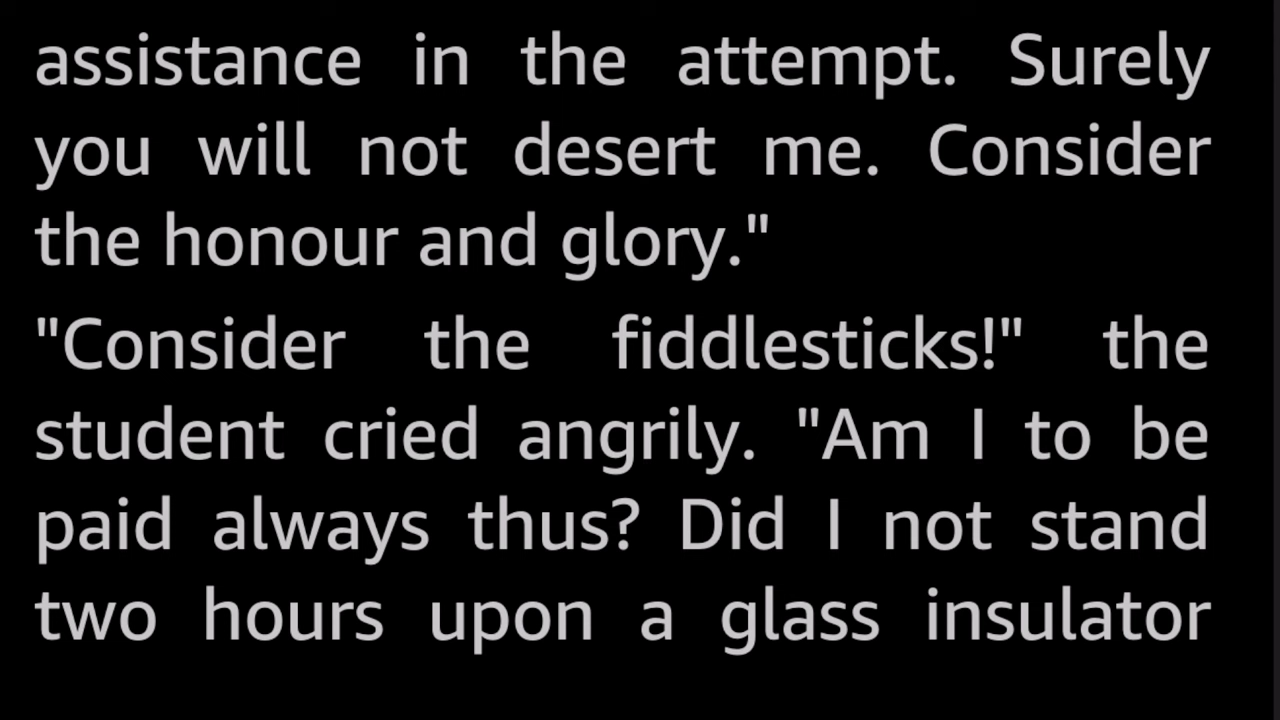 assistance in the attempt. Surely
you will not desert me. Consider
the honour and glory."
"Consider the fiddlesticks!" the
student cried angrily. "Am I to be
paid always thus? Did I not stand
two hours upon a glass insulator